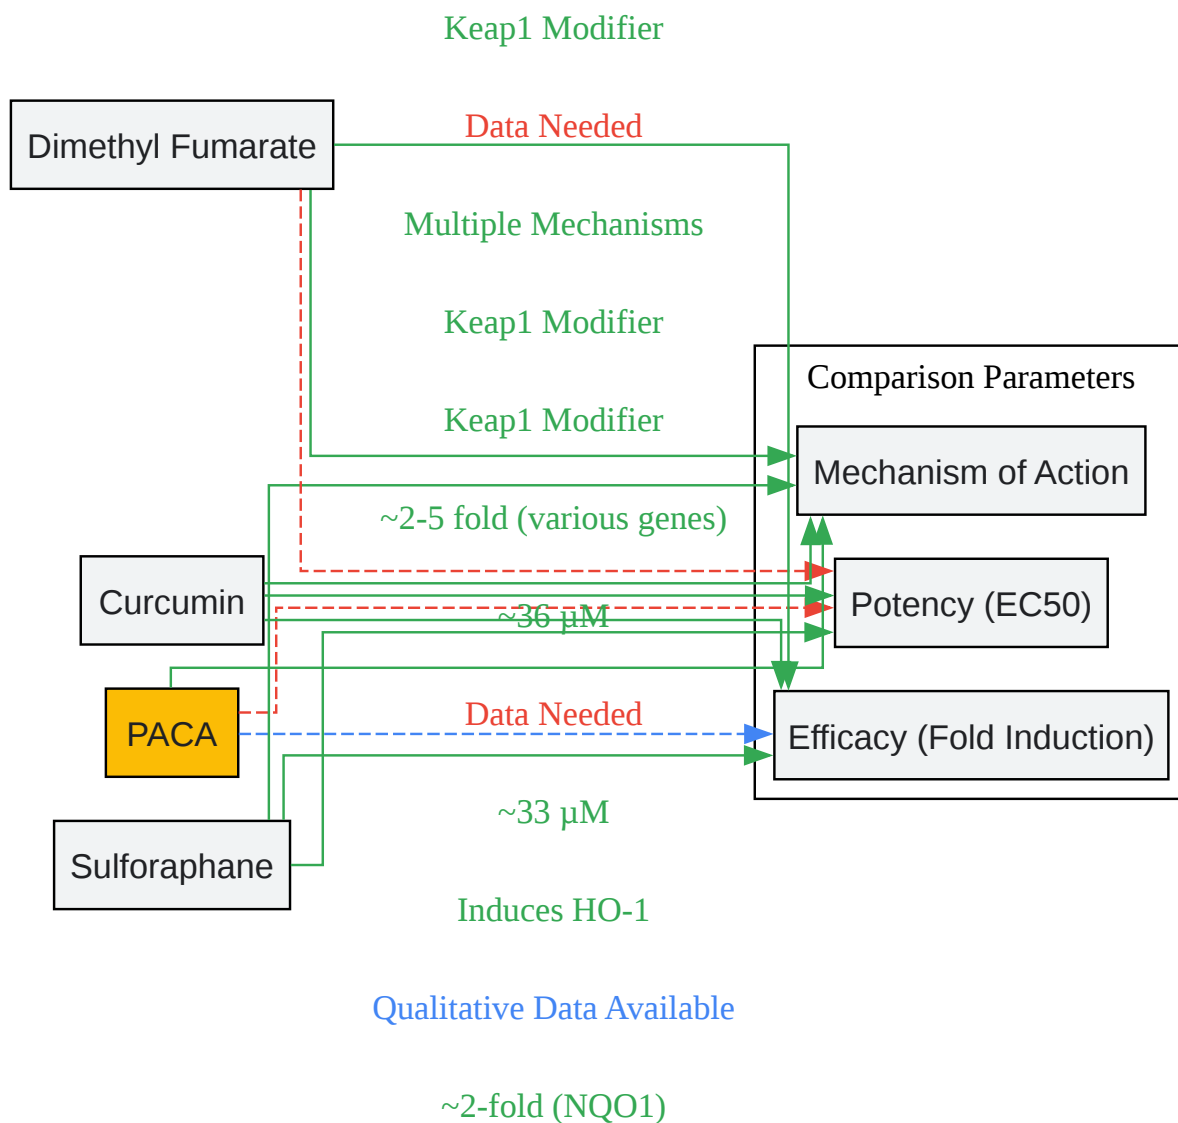 Keap1 Modifier
Data Needed
Dimethyl Fumarate
Multiple Mechanisms
Keap1 Modifier
Comparison Parameters
Keap1 Modifier
Mechanism of Action
~2-5 fold (various genes)
Curcumin
Potency (EC50)
~36 µM
Data Needed
PACA
Efficacy (Fold Induction)
~33 µM
Sulforaphane
Induces HO-1
Qualitative Data Available
~2-fold (NQO1)